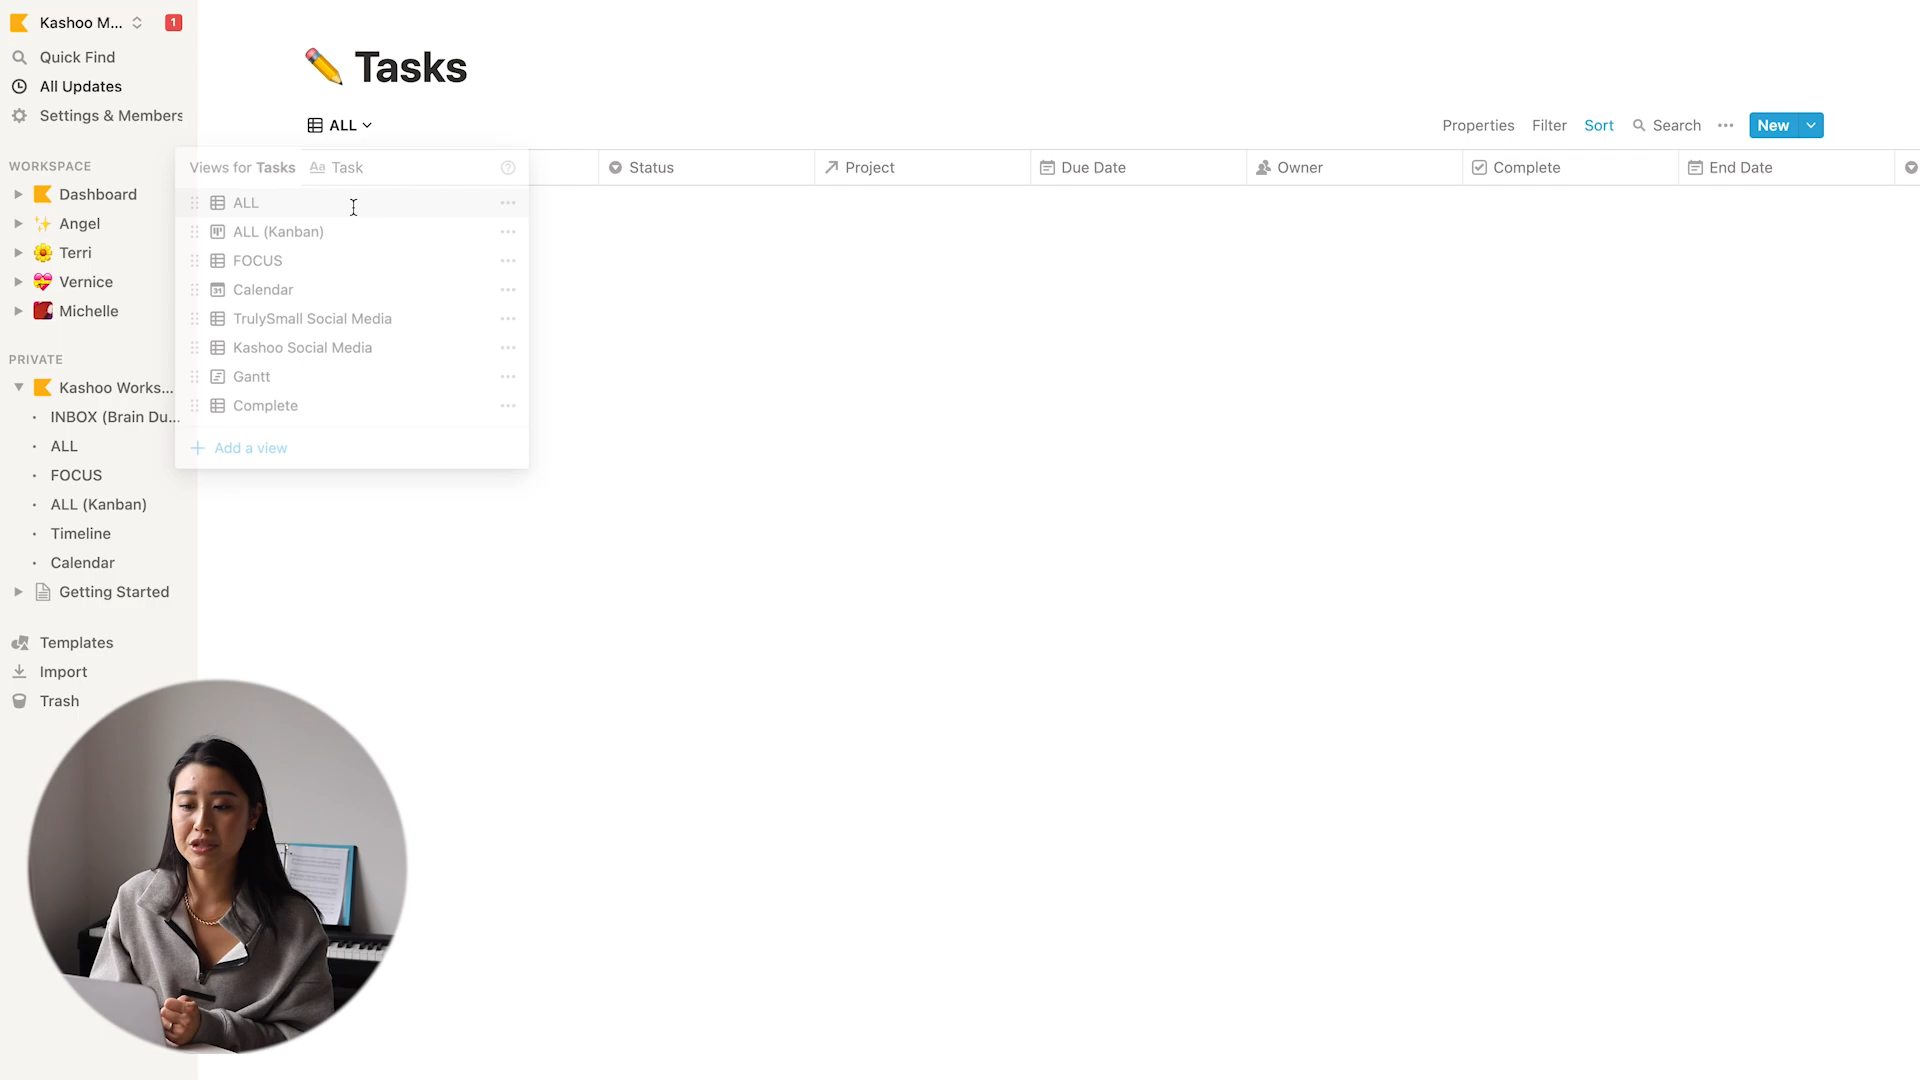 Kashoo M...
1
Quick Find
All Updates
Settings & Members
WORKSPACE
Dashboard
Angel
Terri
Vernice
Michelle
PRIVATE
Kashoo Works...
INBOX (Brain Du...
ALL
FOCUS
ALL (Kanban)
Timeline
Calendar
Getting Started
Templates
Import
Trash
Tasks
ALL
Properties Filter Sort Search New
Views for Tasks Aa Task
Status Project Due Date Owner Complete End Date
ALL
ALL (Kanban)
FOCUS
31 Calendar
TrulySmall Social Media
Kashoo Social Media
Gantt
Complete
+ Add a view